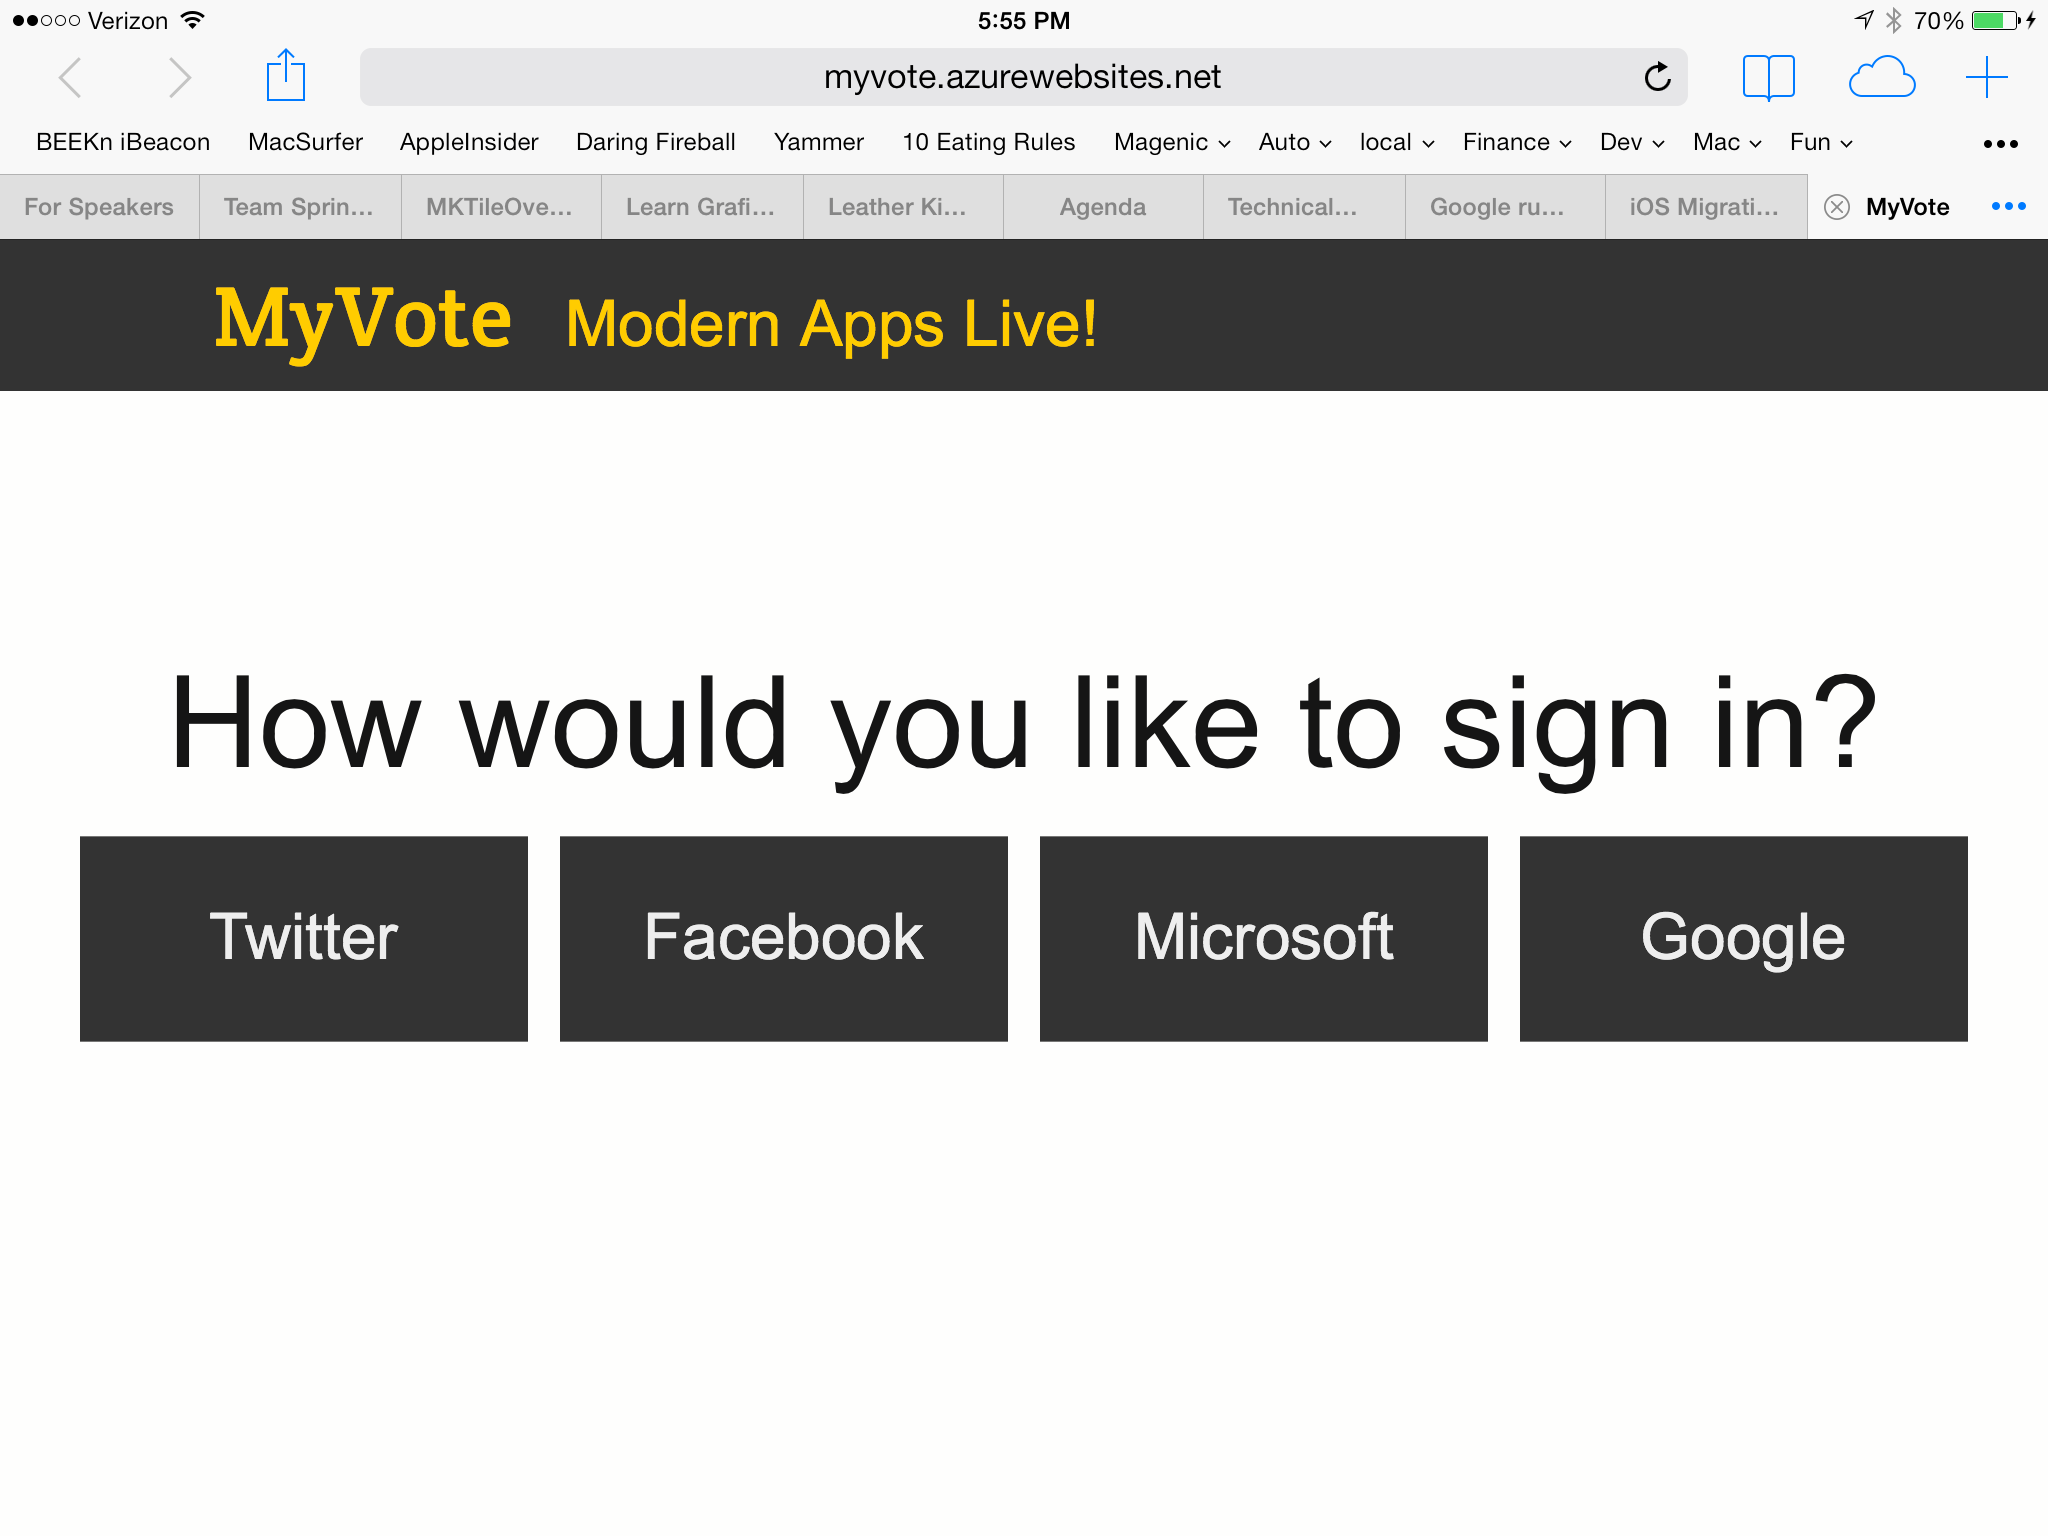 Verizon 5:55 PM 70%
myvote.azurewebsites.net
BEEKn iBeacon MacSurfer AppleInsider Daring Fireball Yammer 10 Eating Rules Magenic Auto local Finance Dev Mac Fun
For Speakers Team Sprin... MKTileOve... Learn Grafi... Leather Ki... Agenda Technical... Google ru... iOS Migrati... MyVote
MyVote Modern Apps Live!
How would you like to sign in?
Twitter Facebook Microsoft Google